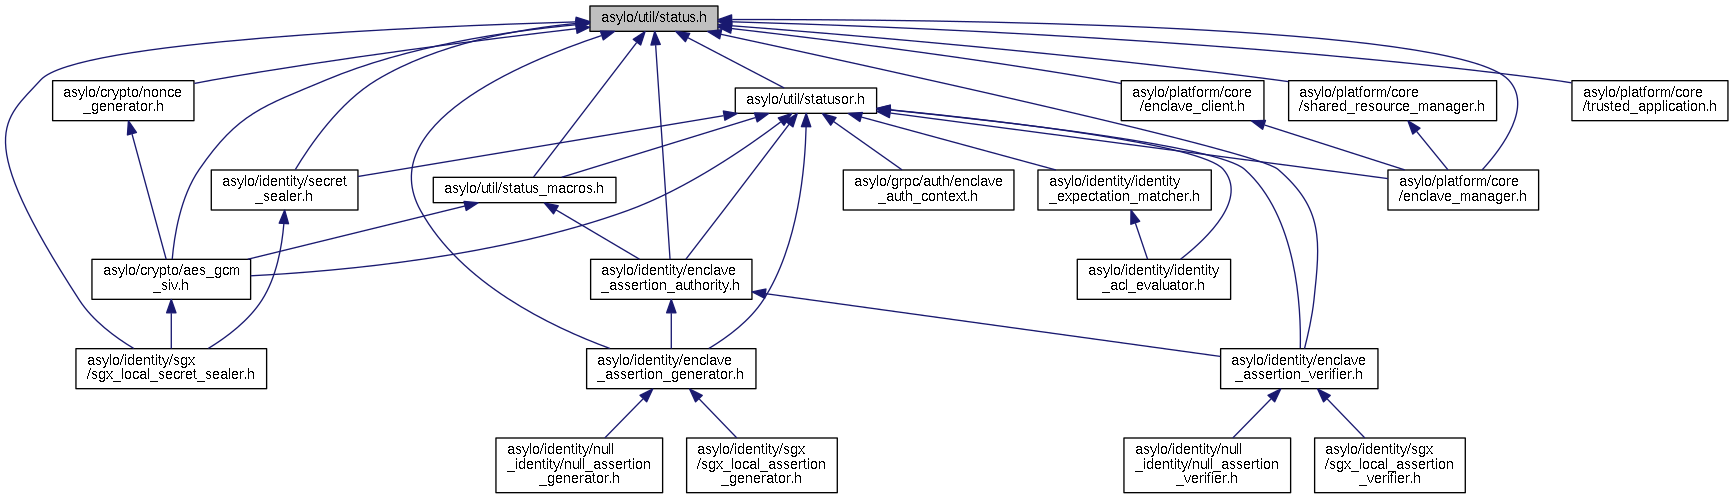 asylo/util/status.h
asylo/crypto/nonce
_generator.h
asylo/util/statusor.h
asylo/platform/core
/enclave_client.h
asylo/platform/core
/shared_resource_manager.h
asylo/platform/core
/trusted_application.h
asylo/identity/secret
_sealer.h
asylo/util/status_macros.h
asylo/grpc/auth/enclave
_auth_context.h
asylo/identity/identity
_expectation_matcher.h
asylo/platform/core
/enclave_manager.h
asylo/crypto/aes_gcm
_siv.h
asylo/identity/enclave
_assertion_authority.h
asylo/identity/identity
_acl_evaluator.h
asylo/identity/sgx
/sgx_local_secret_sealer.h
asylo/identity/enclave
_assertion_generator.h
asylo/identity/enclave
_assertion_verifier.h
asylo/identity/null
_identity/null_assertion
_generator.h
asylo/identity/sgx
/sgx_local_assertion
_generator.h
asylo/identity/null
_identity/null_assertion
_verifier.h
asylo/identity/sgx
/sgx_local_assertion
_verifier.h